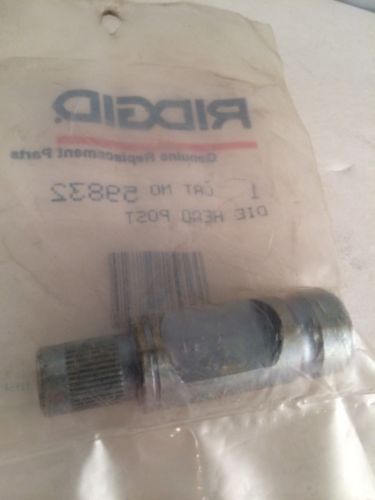 RIDGID
Genuine Replacement Parts
1 CAT NO 59832
DIE HEAD POST